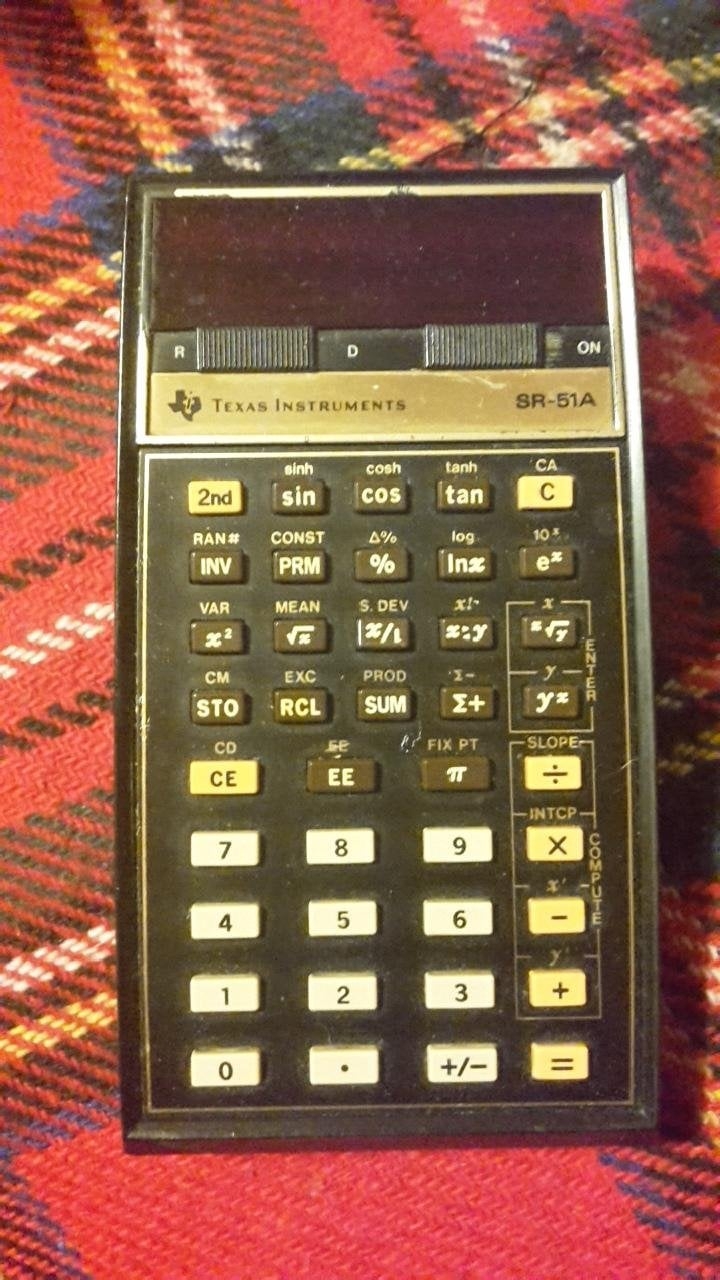 R D ON
TEXAS INSTRUMENTS SR-51A
sinh cosh tanh CA
2nd sin cos tan C
RAN# CONST Δ% log 10ˣ
INV PRM % lnx eˣ
VAR MEAN S. DEV x! x
x² √x x:y ˣ√y
CM EXC PROD Σ- y
STO RCL SUM Σ+ yˣ
ENTER
CD EE FIX PT SLOPE
CE EE π ÷
INTCP
7 8 9 ×
COMPUTE
x'
4 5 6 −
y'
1 2 3 +
0 . +/− =